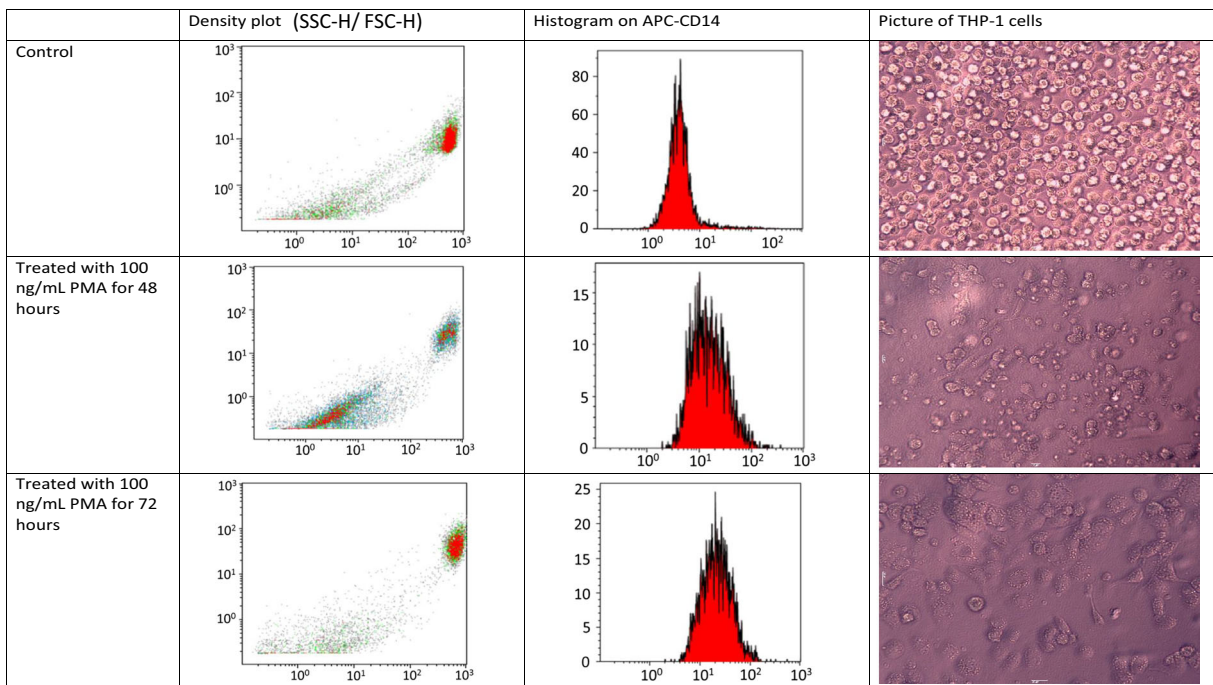 Density plot (SSC-H/ FSC-H)
Histogram on APC-CD14
Picture of THP-1 cells
Control
10³
10²
10¹
10⁰
10⁰ 10¹ 10² 10³
80
60
40
20
0
10⁰ 10¹ 10²
Treated with 100
ng/mL PMA for 48
hours
10³
10²
10¹
10⁰
10⁰ 10¹ 10² 10³
15
10
5
0
10⁰ 10¹ 10² 10³
Treated with 100
ng/mL PMA for 72
hours
10³
10²
10¹
10⁰
10⁰ 10¹ 10² 10³
25
20
15
10
5
0
10⁰ 10¹ 10² 10³